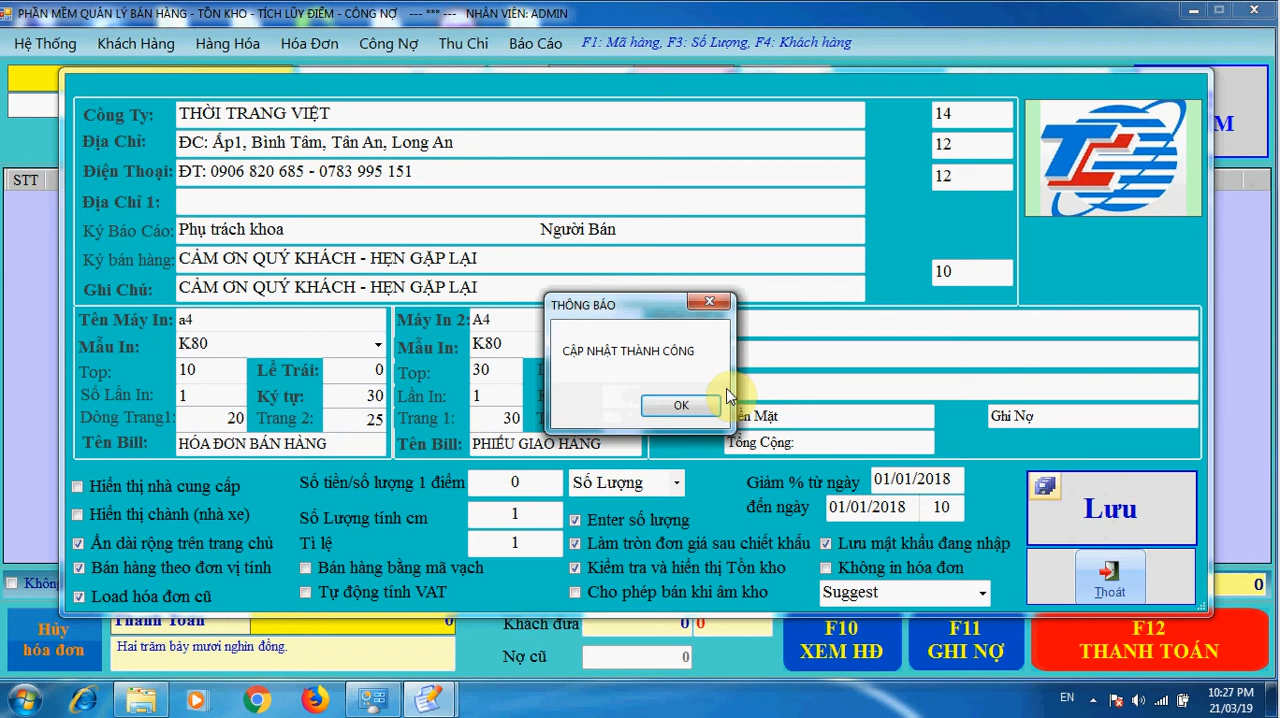 PHẦN MỀM QUẢN LÝ BÁN HÀNG - TỒN KHO - TÍCH LŨY ĐIỂM - CÔNG NỢ --- *** --- NHÂN VIÊN: ADMIN
Hệ Thống Khách Hàng Hàng Hóa Hóa Đơn Công Nợ Thu Chi Báo Cáo F1: Mã hàng, F3: Số Lượng, F4: Khách hàng
Công Ty: THỜI TRANG VIỆT 14
Địa Chỉ: ĐC: Ấp1, Bình Tâm, Tân An, Long An 12
Điện Thoại: ĐT: 0906 820 685 - 0783 995 151 12
Địa Chỉ 1:
Ký Báo Cáo: Phụ trách khoa Người Bán
Ký bán hàng: CẢM ƠN QUÝ KHÁCH - HẸN GẶP LẠI
Ghi Chú: CẢM ƠN QUÝ KHÁCH - HẸN GẶP LẠI 10
TCT
M
STT
Tên Máy In: a4 Máy In 2: A4
Mẫu In: K80 Mẫu In: K80
Top: 10 Lề Trái: 0 Top: 30
Số Lần In: 1 Ký tự: 30 Lần In: 1
Dòng Trang1: 20 Trang 2: 25 Trang 1: 30
Tên Bill: HÓA ĐƠN BÁN HÀNG Tên Bill: PHIẾU GIAO HÀNG
THÔNG BÁO
CẬP NHẬT THÀNH CÔNG
OK
Mặt Ghi Nợ
Tổng Cộng:
Hiển thị nhà cung cấp Số tiền/số lượng 1 điểm 0 Số Lượng Giảm % từ ngày 01/01/2018
Hiển thị chành (nhà xe) Số Lượng tính cm 1 Enter số lượng đến ngày 01/01/2018 10
Ẩn dài rộng trên trang chủ Tỉ lệ 1 Làm tròn đơn giá sau chiết khấu Lưu mật khẩu đang nhập
Bán hàng theo đơn vị tính Bán hàng bằng mã vạch Kiểm tra và hiển thị Tồn kho Không in hóa đơn
Load hóa đơn cũ Tự động tính VAT Cho phép bán khi âm kho Suggest
Lưu
Thoát
Không 0
Hủy hóa đơn
Thanh Toán 0
Hai trăm bảy mươi nghìn đồng.
Khách đưa 0 0
Nợ cũ 0
F10
XEM HĐ
F11
GHI NỢ
F12
THANH TOÁN
EN 10:27 PM
21/03/19